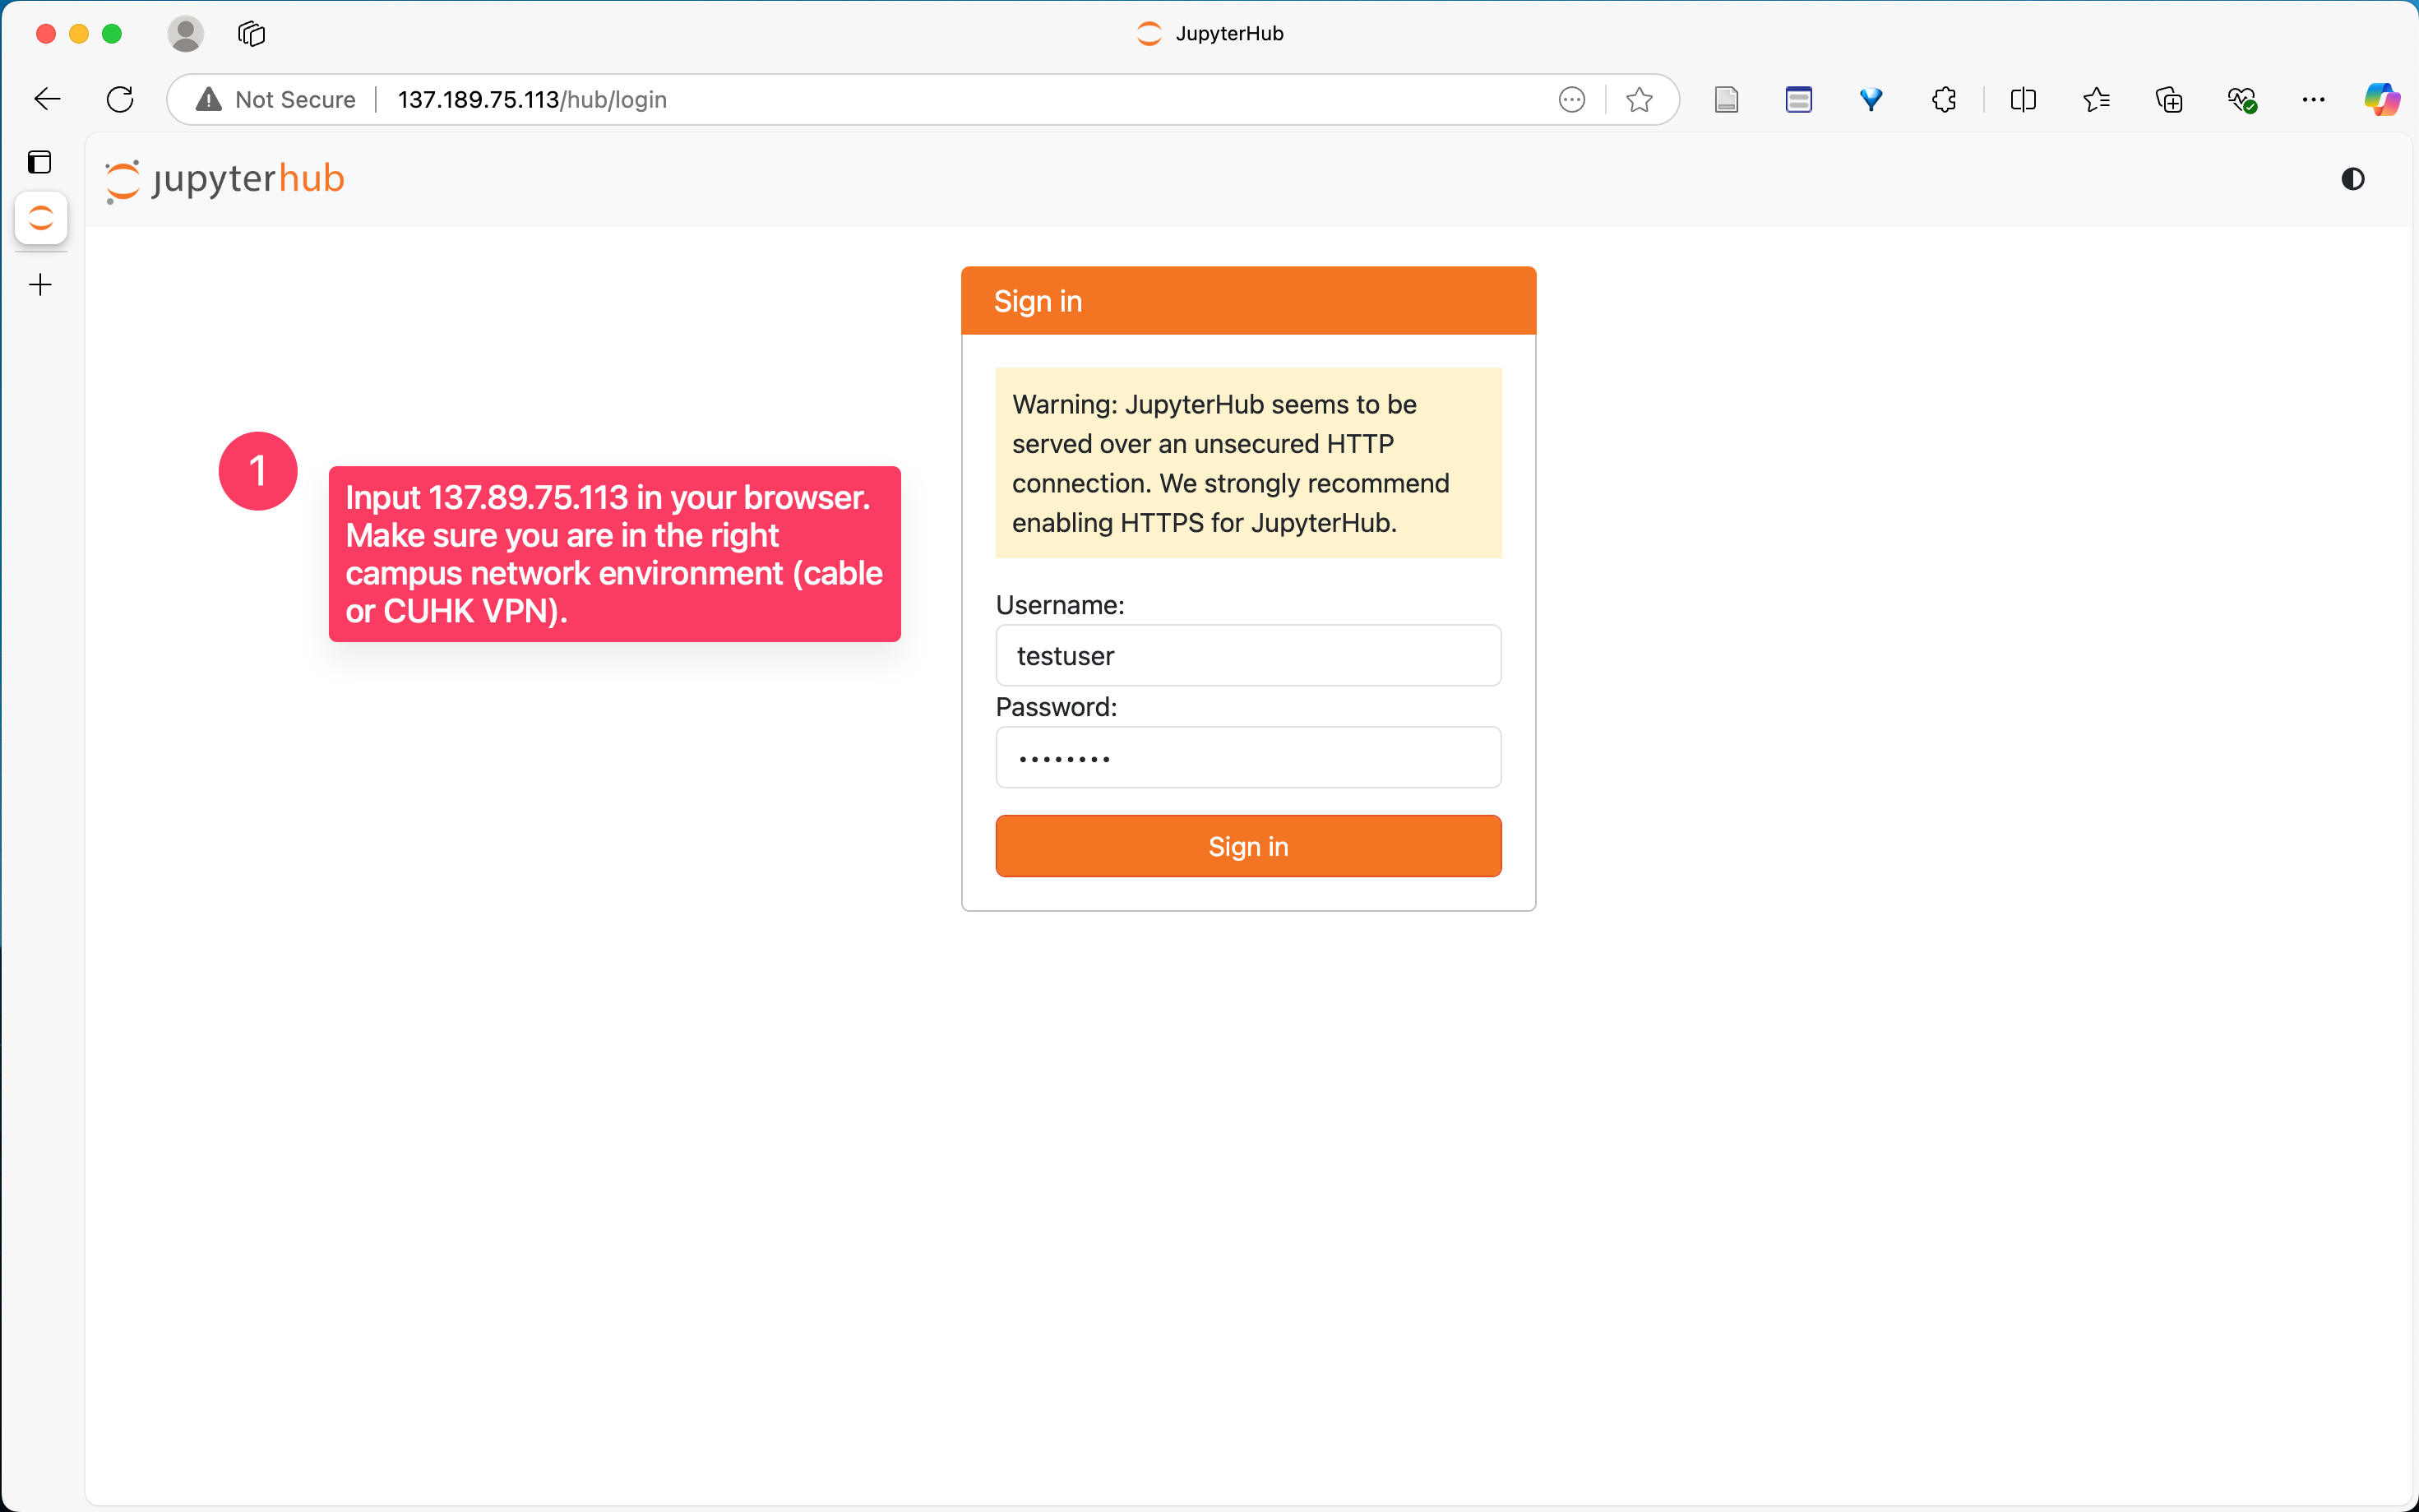 JupyterHub
Not Secure
137.189.75.113/hub/login
jupyterhub
Sign in
Warning: JupyterHub seems to be
served over an unsecured HTTP
connection. We strongly recommend
enabling HTTPS for JupyterHub.
1
Input 137.89.75.113 in your browser.
Make sure you are in the right
campus network environment (cable
or CUHK VPN).
Username:
testuser
Password:
••••••••
Sign in